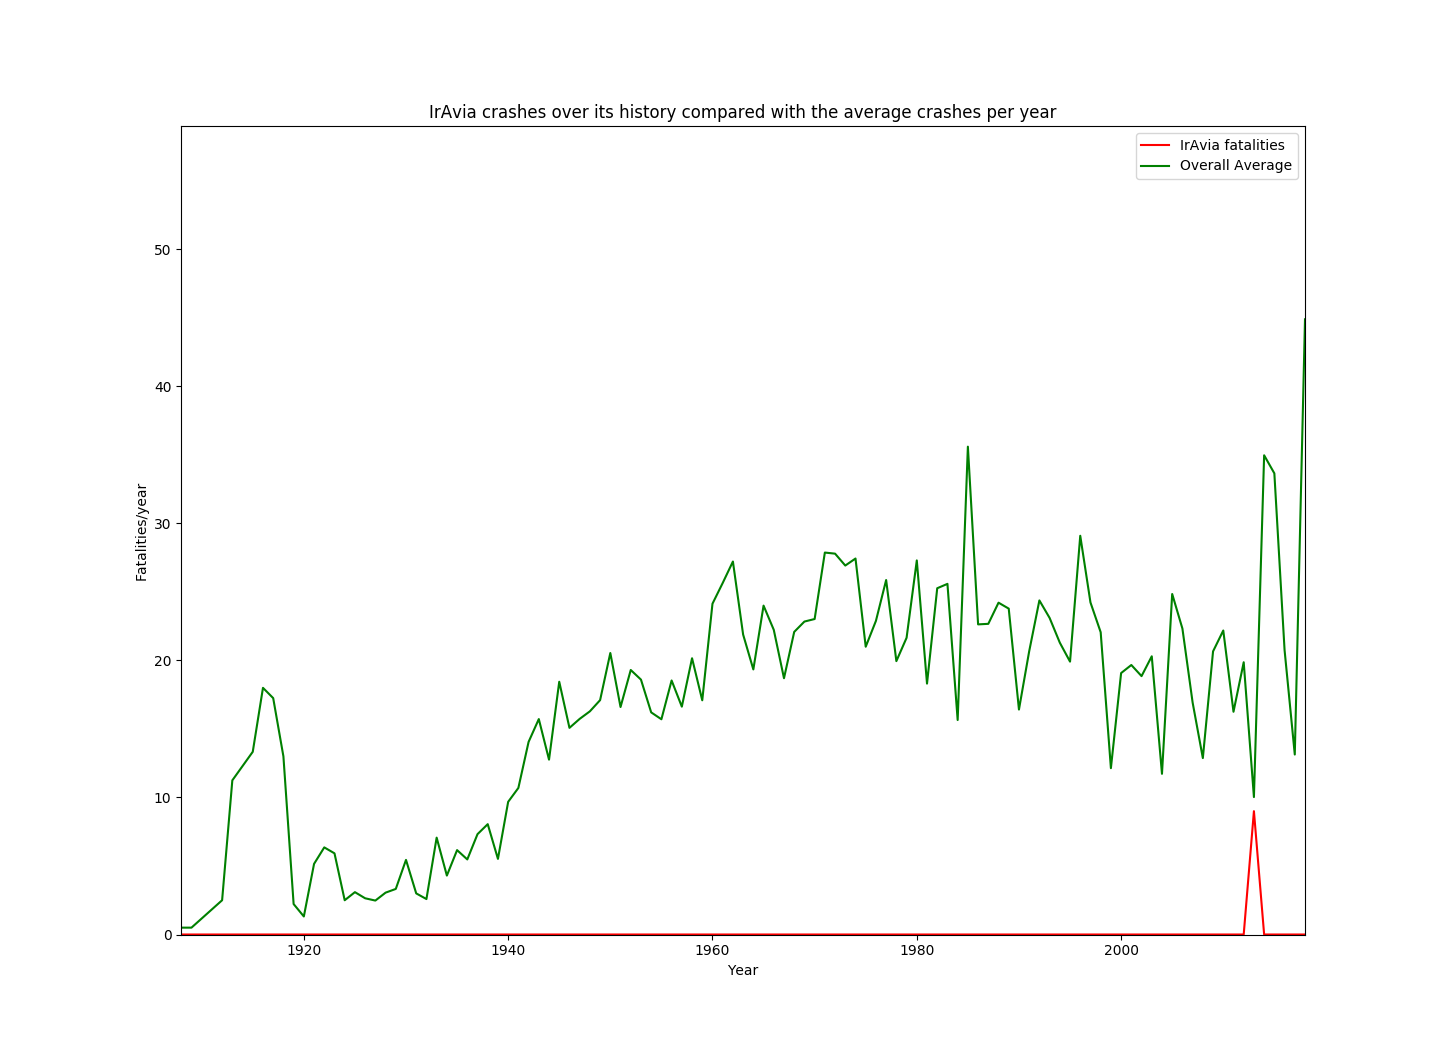 IrAvia crashes over its history compared with the average crashes per year
IrAvia fatalities
Overall Average
50
40
30
20
10
0
Fatalities/year
1920 1940 1960 1980 2000
Year